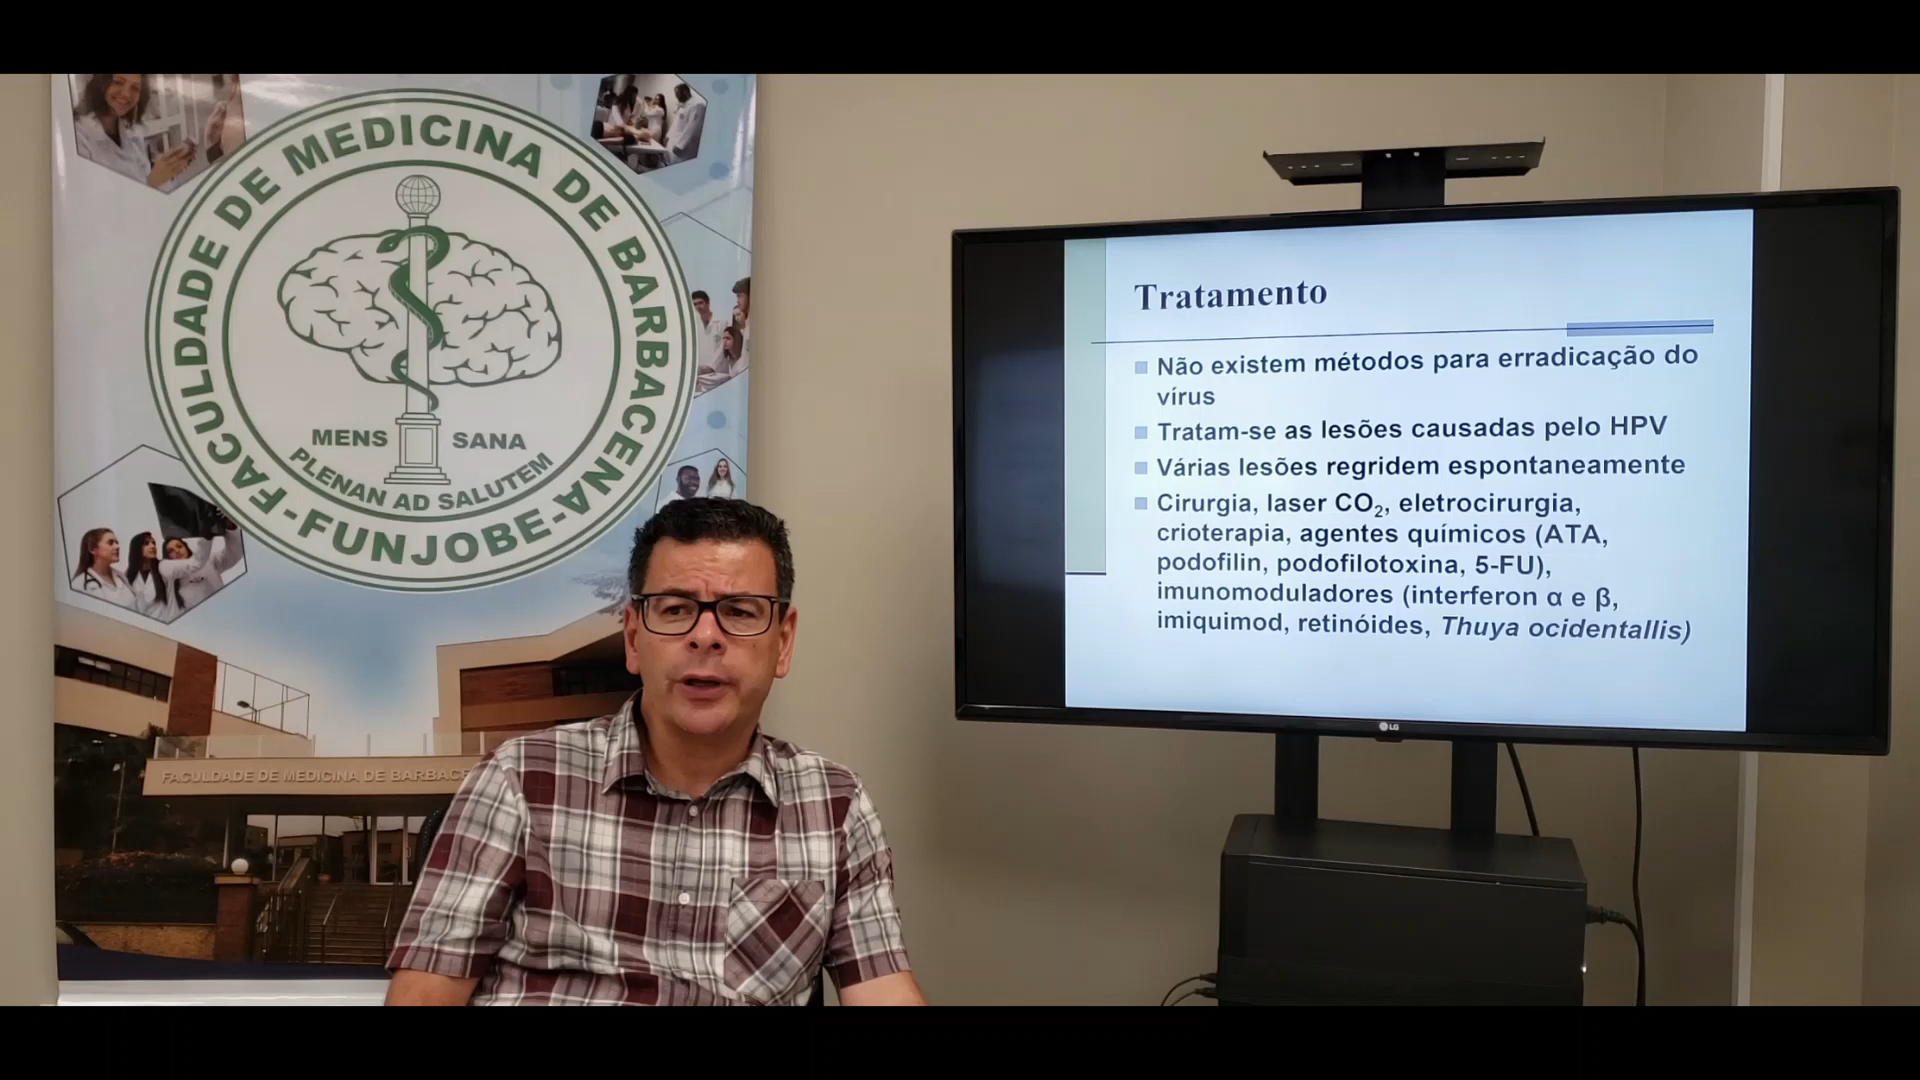 FACULDADE DE MEDICINA DE BARBACENA
-FUNJOBE-
MENS SANA
PLENAN AD SALUTEM
FACULDADE DE MEDICINA DE BARBACE
Tratamento
Não existem métodos para erradicação do
vírus
Tratam-se as lesões causadas pelo HPV
Várias lesões regridem espontaneamente
Cirurgia, laser CO₂, eletrocirurgia,
crioterapia, agentes químicos (ATA,
podofilin, podofilotoxina, 5-FU),
imunomoduladores (interferon α e β,
imiquimod, retinóides, Thuya ocidentallis)
LG